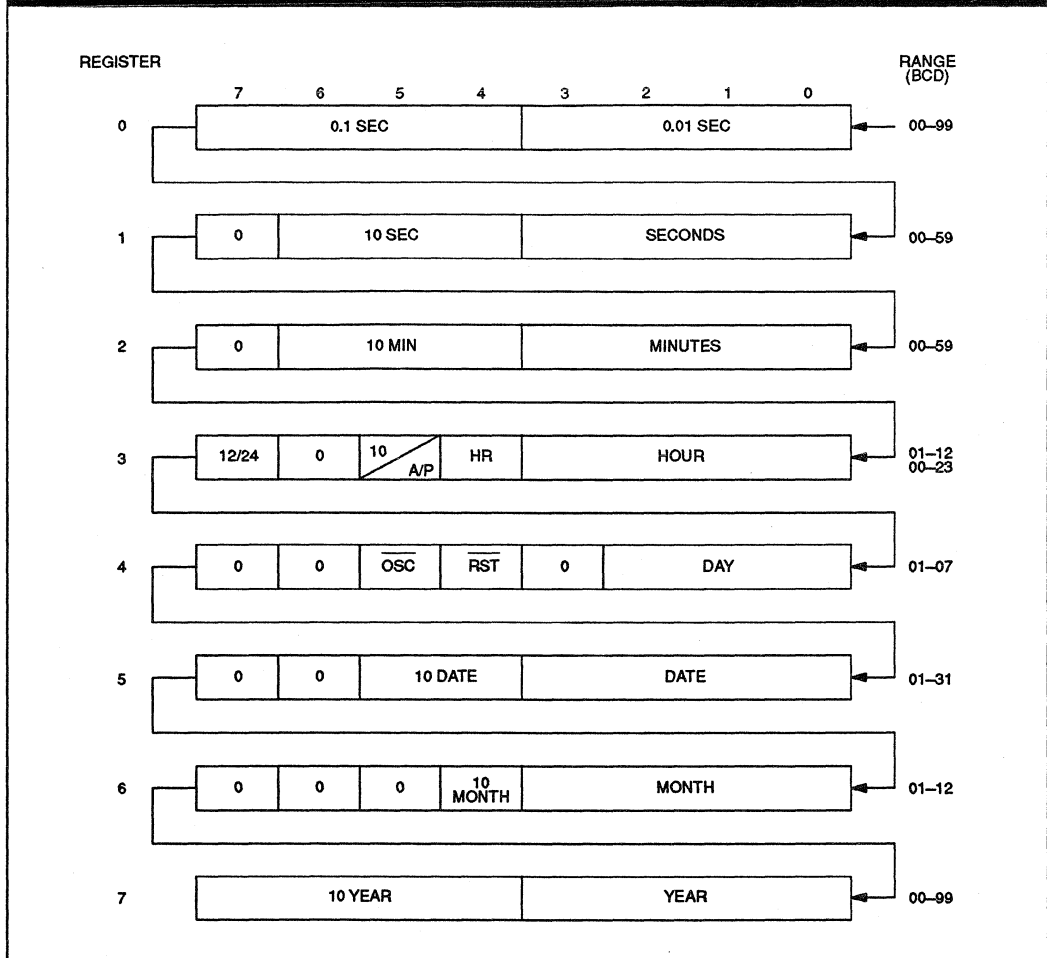 REGISTER
RANGE
(BCD)
7 6 5 4 3 2 1 0
0 0.1 SEC 0.01 SEC 00–99
1 0 10 SEC SECONDS 00–59
2 0 10 MIN MINUTES 00–59
3 12/24 0 10 A/P HR HOUR 01–12
00–23
4 0 0 OSC RST 0 DAY 01–07
5 0 0 10 DATE DATE 01–31
6 0 0 0 10 MONTH MONTH 01–12
7 10 YEAR YEAR 00–99